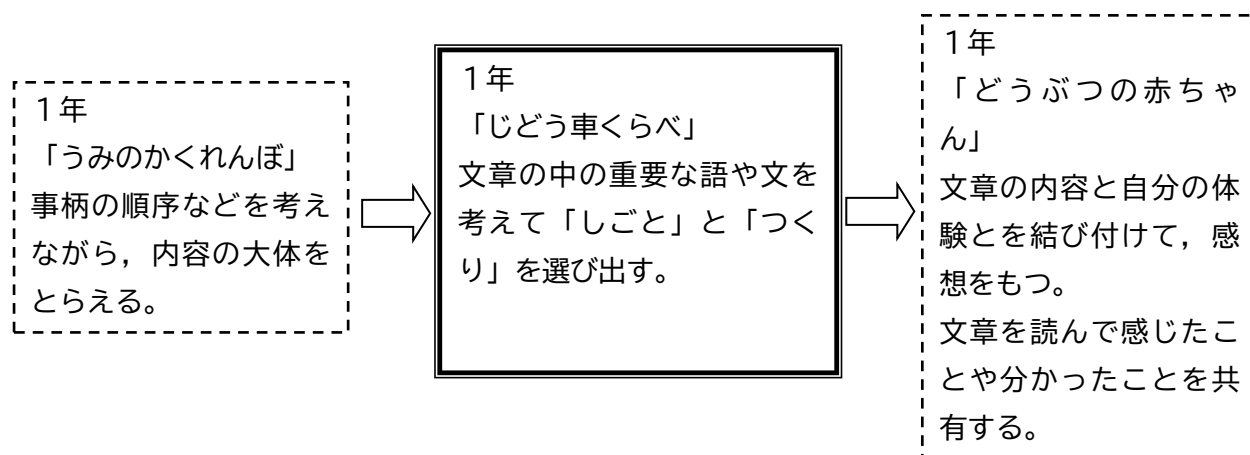 １年
「うみのかくれんぼ」
事柄の順序などを考え
ながら，内容の大体を
とらえる。
１年
「じどう車くらべ」
文章の中の重要な語や文を
考えて「しごと」と「つく
り」を選び出す。
１年
「どうぶつの赤ちゃ
ん」
文章の内容と自分の体
験とを結び付けて，感
想をもつ。
文章を読んで感じたこ
とや分かったことを共
有する。